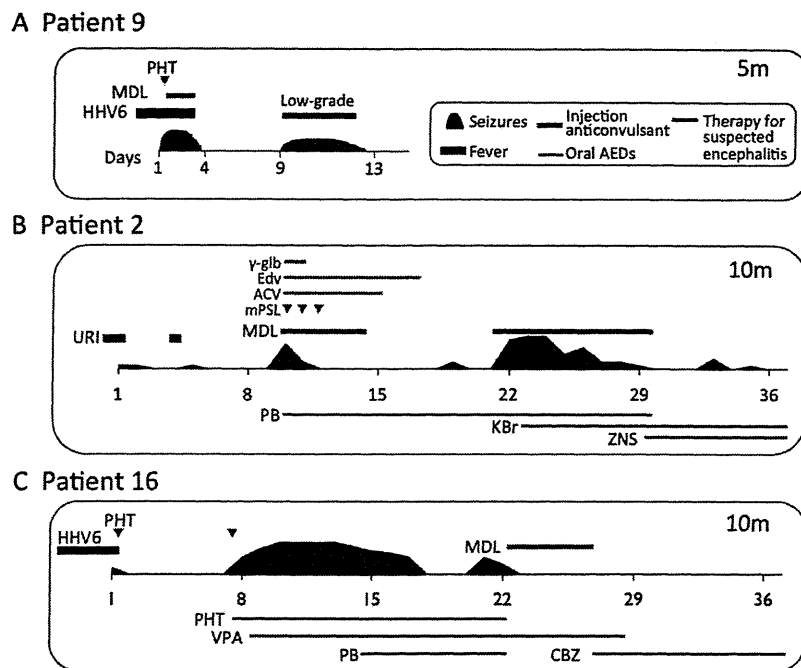 A Patient 9
5m
PHT
MDL
HHV6
Low-grade
Days 1 4 9 13
Seizures
Injection anticonvulsant
Therapy for suspected encephalitis
Fever
Oral AEDs
B Patient 2
10m
γ-glb
Edv
ACV
mPSL
URI
MDL
1 8 15 22 29 36
PB
KBr
ZNS
C Patient 16
10m
PHT
HHV6
MDL
1 8 15 22 29 36
PHT
VPA
PB
CBZ